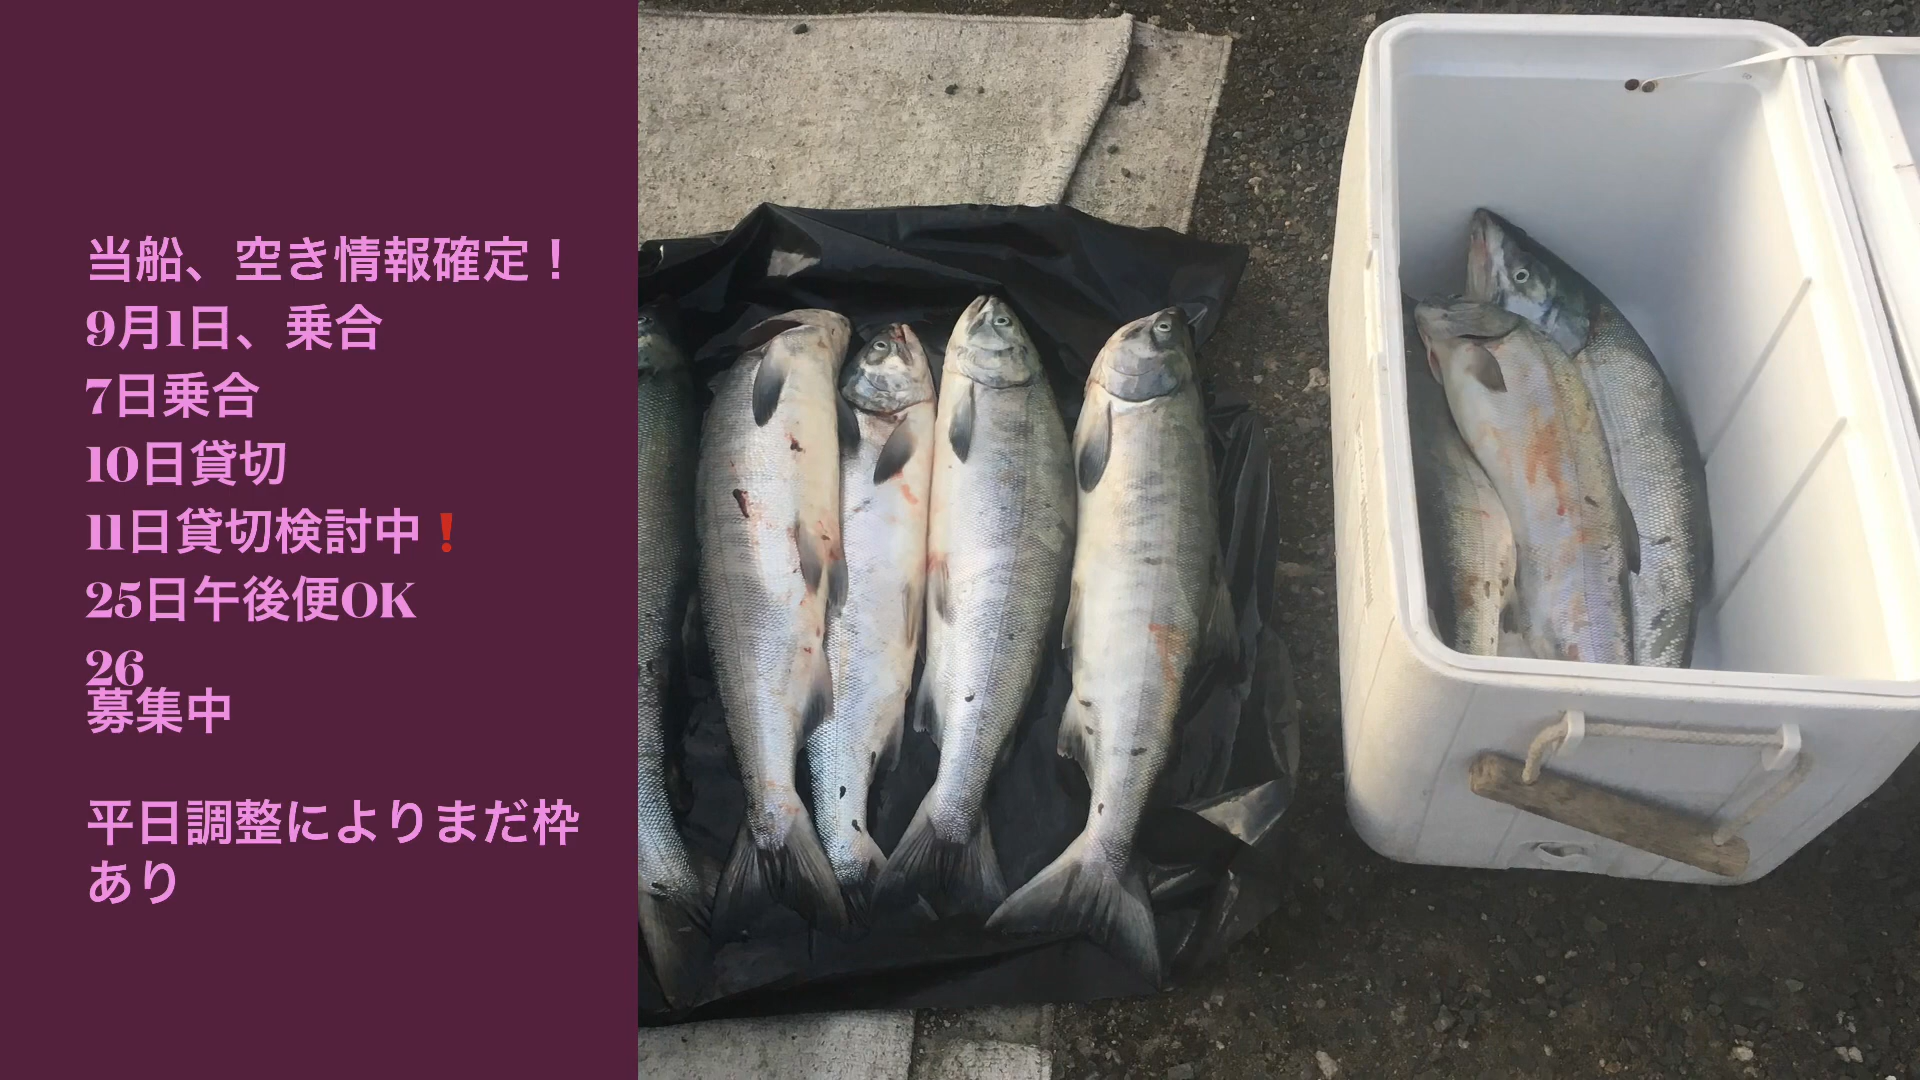 当船、空き情報確定！
9月1日、乗合
7日乗合
10日貸切
11日貸切検討中❗
25日午後便OK
26
募集中
平日調整によりまだ枠
あり